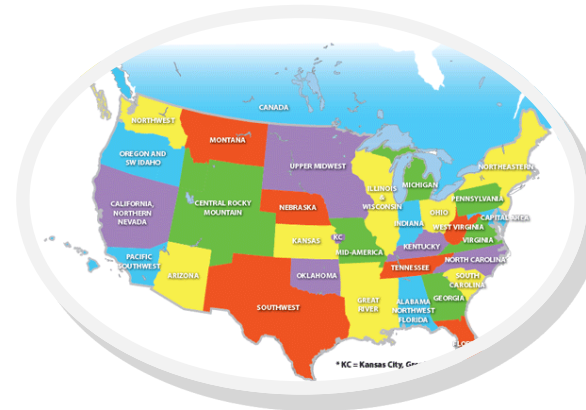 CANADA
NORTHWEST
MONTANA
OREGON AND
SW IDAHO
UPPER MIDWEST
NORTHEASTERN
ILLINOIS
&
WISCONSIN
MICHIGAN
CENTRAL ROCKY
MOUNTAIN
NEBRASKA
PENNSYLVANIA
CALIFORNIA,
NORTHERN
NEVADA
OHIO
INDIANA
CAPITAL AREA
WEST VIRGINIA
KANSAS
KC*
VIRGINIA
MID-AMERICA
KENTUCKY
PACIFIC
SOUTHWEST
NORTH CAROLINA
ARIZONA
OKLAHOMA
TENNESSEE
SOUTH
CAROLINA
SOUTHWEST
GREAT
RIVER
ALABAMA
NORTHWEST
FLORIDA
GEORGIA
* KC = Kansas City,